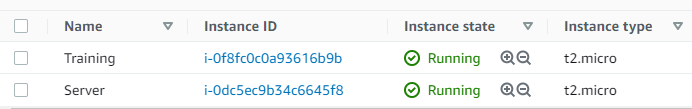 Name Instance ID Instance state Instance type
Training i-0f8fc0c0a93616b9b Running t2.micro
Server i-0dc5ec9b34c6645f8 Running t2.micro